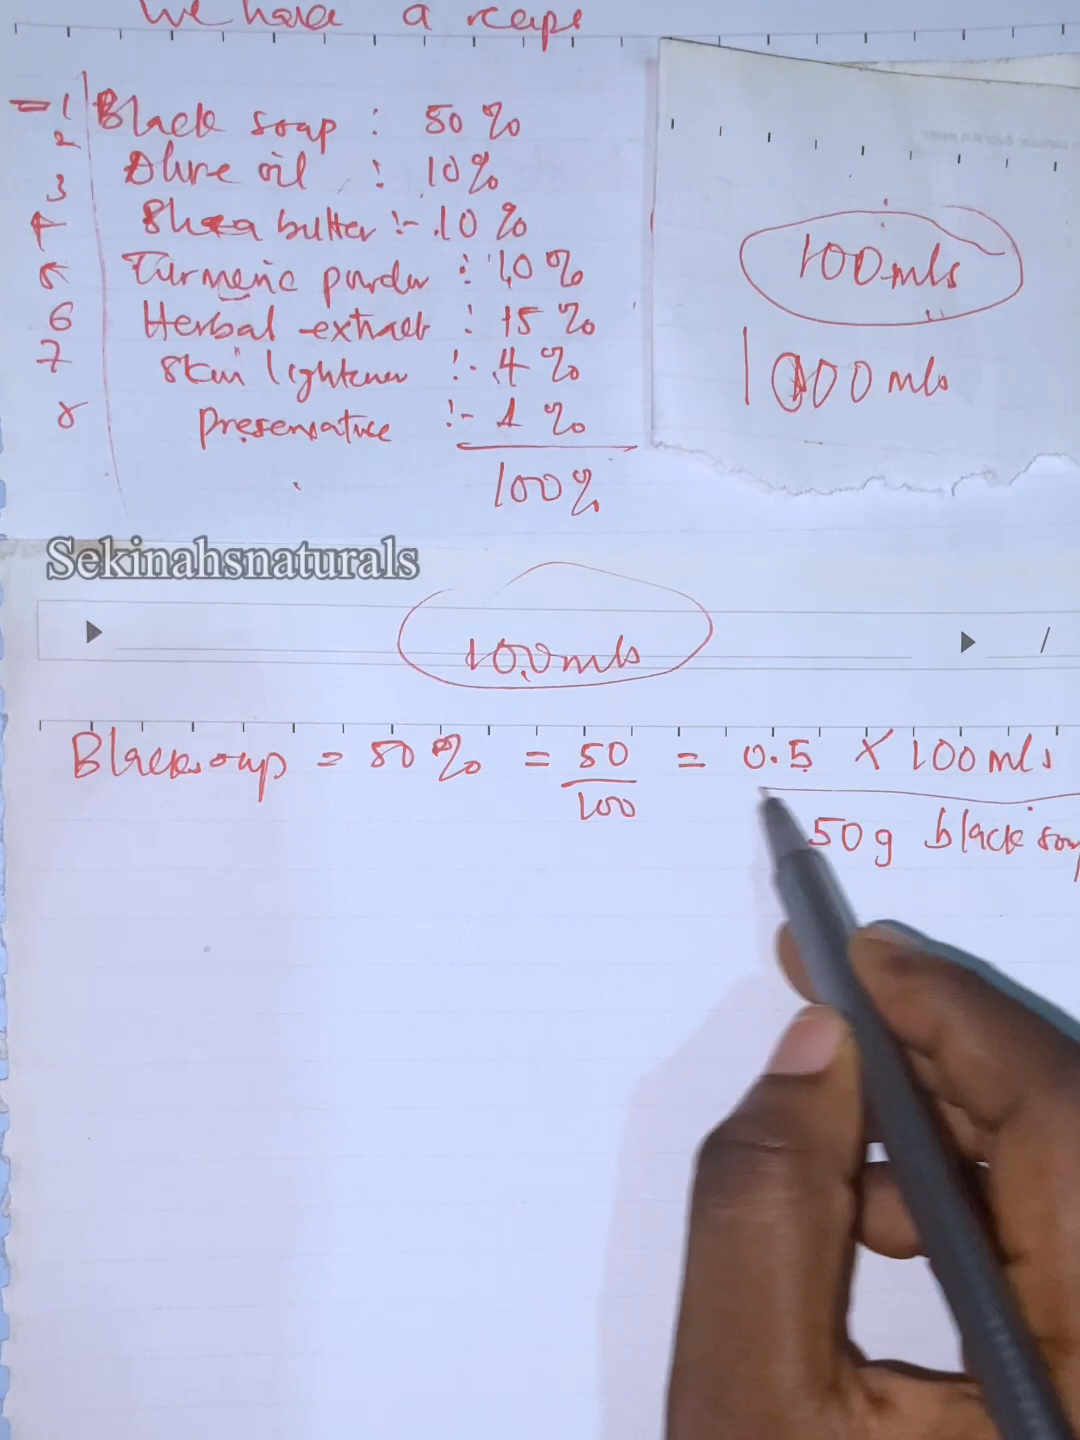 We have a recipe
1 Black soap : 50%
2 Olive oil : 10%
3 Shea butter :- 10%
4 Turmeric powder : 10%
5 Herbal extract : 15%
6 Skin lightener :- 4%
7 Preservative :- 1%
8
100%
100mls
1000mls
Sekinahsnaturals
100mls
Blacksoap = 50% = 50/100 = 0.5 X 100mls
50g black soap